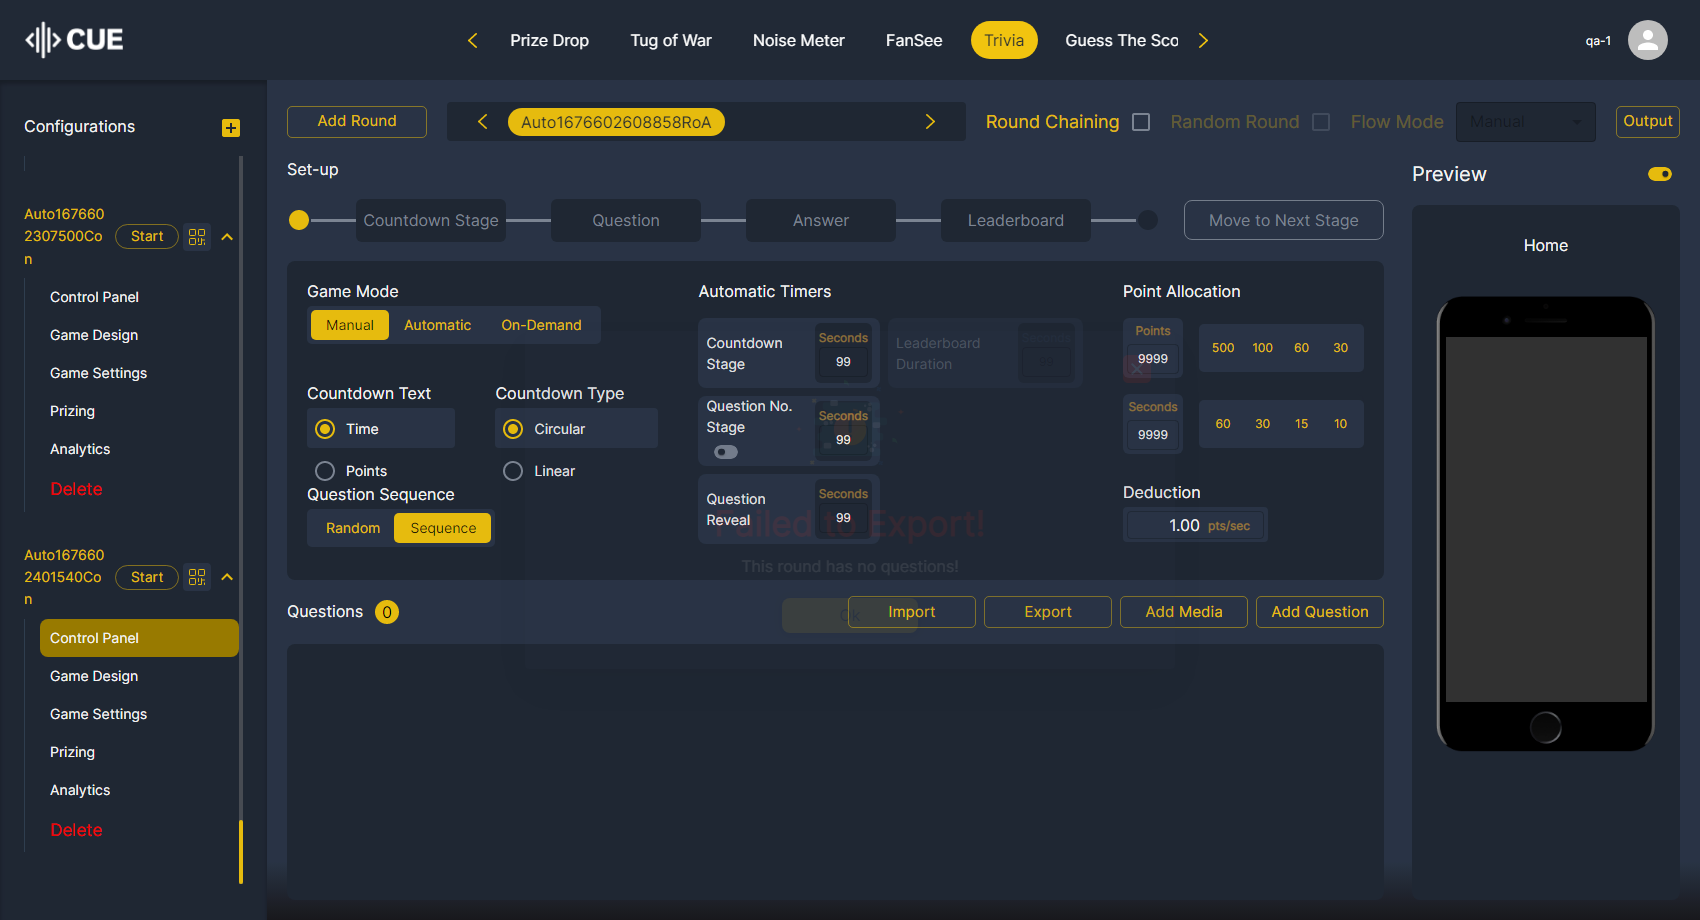 CUE
Prize Drop
Tug of War
Noise Meter
FanSee
Trivia
Guess The Sco
qa-1
Configurations
Add Round
Auto1676602608858RoA
Round Chaining
Random Round
Flow Mode
Manual
Output
Auto167660
2307500Co
n
Start
Control Panel
Game Design
Game Settings
Prizing
Analytics
Delete
Auto167660
2401540Co
n
Start
Control Panel
Game Design
Game Settings
Prizing
Analytics
Delete
Set-up
Countdown Stage
Question
Answer
Leaderboard
Move to Next Stage
Game Mode
Manual
Automatic
On-Demand
Countdown Text
Time
Points
Countdown Type
Circular
Linear
Question Sequence
Random
Sequence
Automatic Timers
Countdown
Stage
Seconds
99
Leaderboard
Duration
Seconds
Question No.
Stage
Seconds
99
Question
Reveal
Seconds
99
Failed to Export!
This round has no questions!
Ok
Point Allocation
Points
9999
500
100
60
30
Seconds
9999
60
30
15
10
Deduction
1.00 pts/sec
Questions 0
Import
Export
Add Media
Add Question
Preview
Home